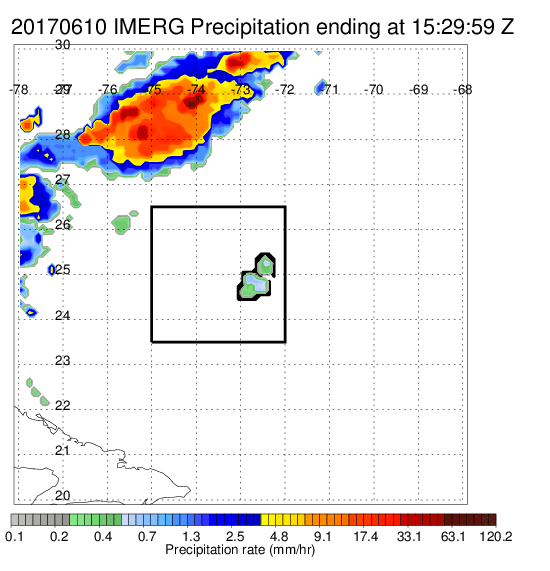 20170610 IMERG Precipitation ending at 15:29:59 Z
30
-78 -77 -76 -75 -74 -73 -72 -71 -70 -69 -68
29
28
27
26
25
24
23
22
21
20
0.1 0.2 0.4 0.7 1.3 2.5 4.8 9.1 17.4 33.1 63.1 120.2
Precipitation rate (mm/hr)